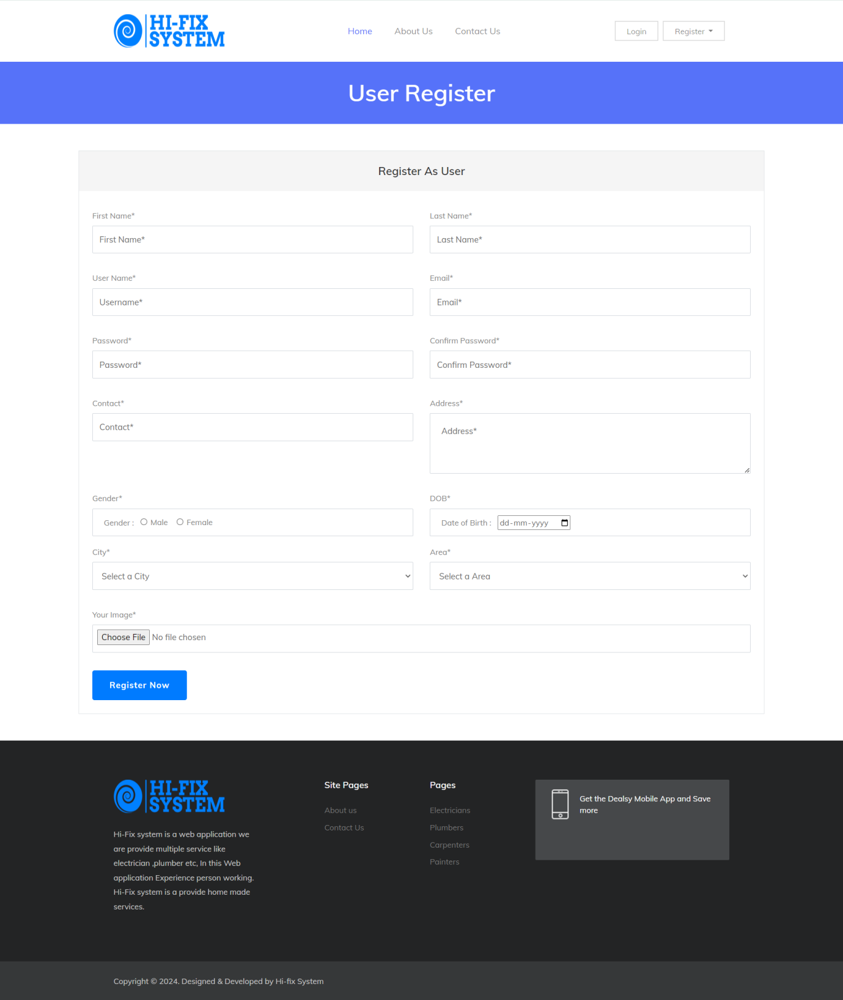 HI-FIX
SYSTEM
Home About Us Contact Us
Login Register
User Register
Register As User
First Name* Last Name*
First Name* Last Name*
User Name* Email*
Username* Email*
Password* Confirm Password*
Password* Confirm Password*
Contact* Address*
Contact* Address*
Gender* DOB*
Gender : Male Female Date of Birth : dd-mm-yyyy
City* Area*
Select a City Select a Area
Your Image*
Choose File No file chosen
Register Now
HI-FIX
SYSTEM
Hi-Fix system is a web application we
are provide multiple service like
electrician ,plumber etc, In this Web
application Experience person working.
Hi-Fix system is a provide home made
services.
Site Pages
About us
Contact Us
Pages
Electricians
Plumbers
Carpenters
Painters
Get the Dealsy Mobile App and Save
more
Copyright © 2024. Designed & Developed by Hi-fix System